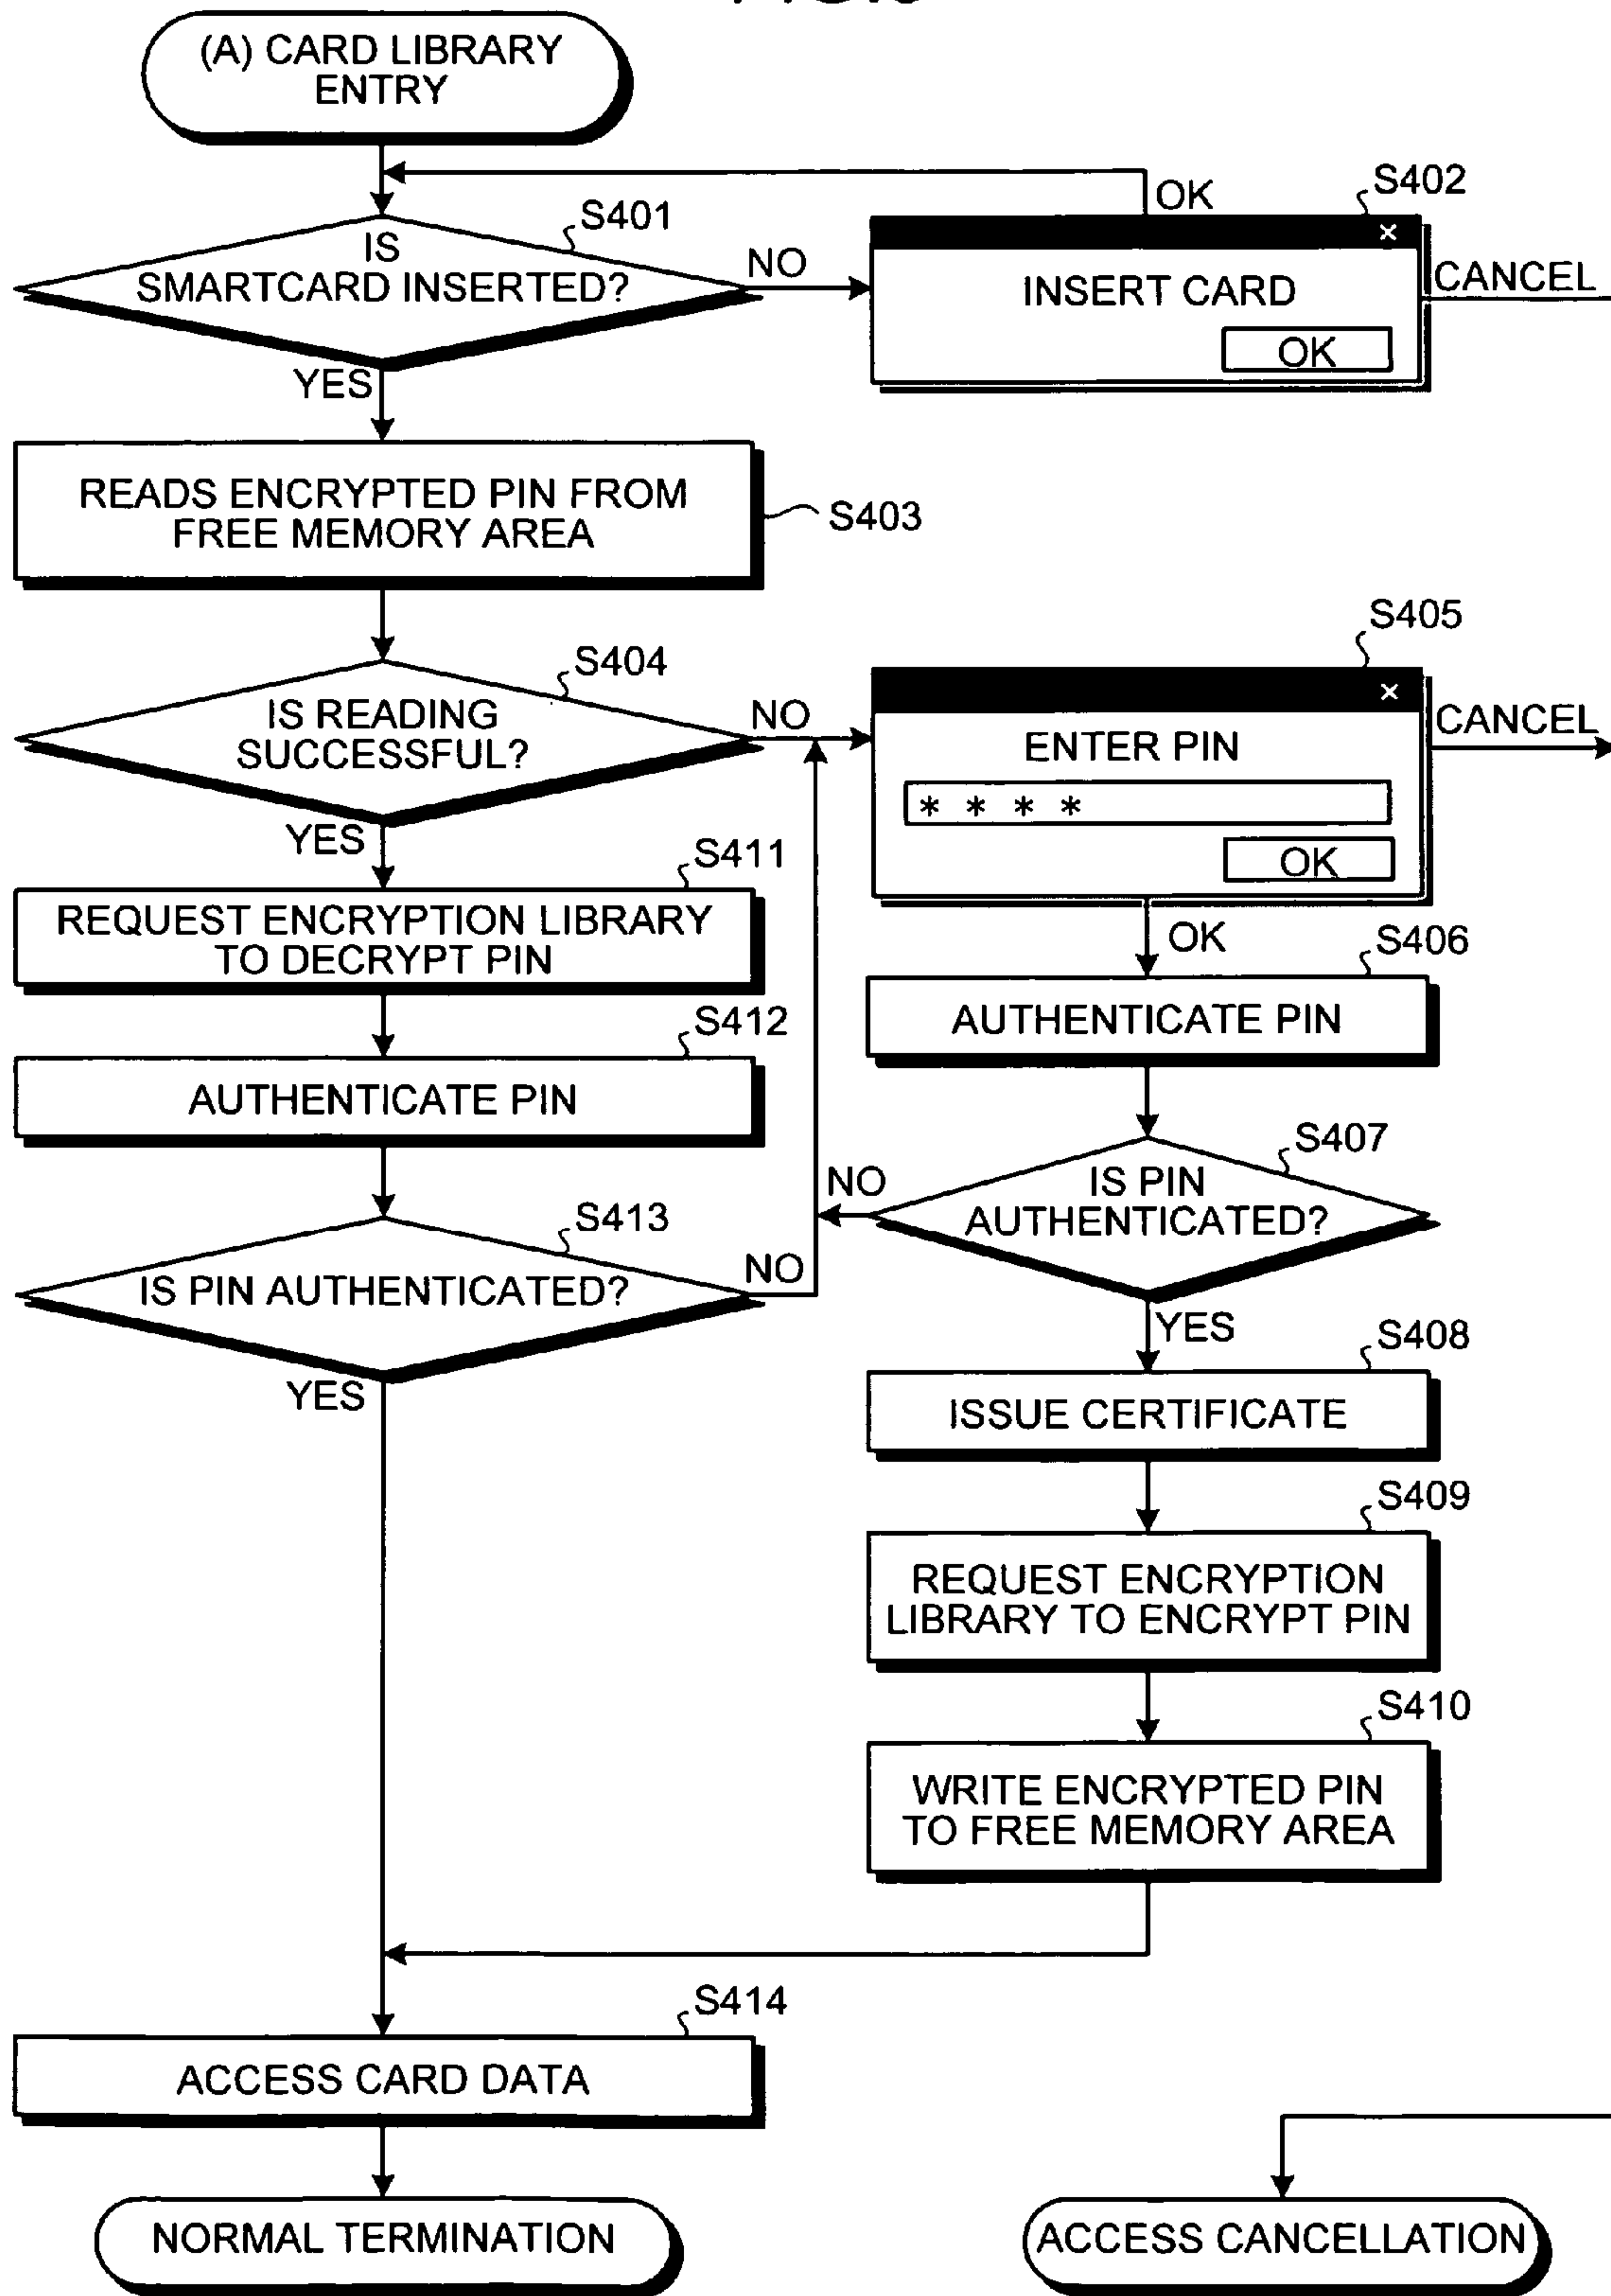 (A) CARD LIBRARY
ENTRY
S401
IS
SMARTCARD INSERTED?
NO
YES
S402
OK
×
INSERT CARD
OK
CANCEL
READS ENCRYPTED PIN FROM
FREE MEMORY AREA
S403
S404
IS READING
SUCCESSFUL?
NO
YES
S405
×
ENTER PIN
* * * *
OK
CANCEL
OK
S411
REQUEST ENCRYPTION LIBRARY
TO DECRYPT PIN
S406
AUTHENTICATE PIN
S412
AUTHENTICATE PIN
S407
IS PIN
AUTHENTICATED?
NO
YES
S413
IS PIN AUTHENTICATED?
NO
YES
S408
ISSUE CERTIFICATE
S409
REQUEST ENCRYPTION
LIBRARY TO ENCRYPT PIN
S410
WRITE ENCRYPTED PIN
TO FREE MEMORY AREA
S414
ACCESS CARD DATA
NORMAL TERMINATION
ACCESS CANCELLATION